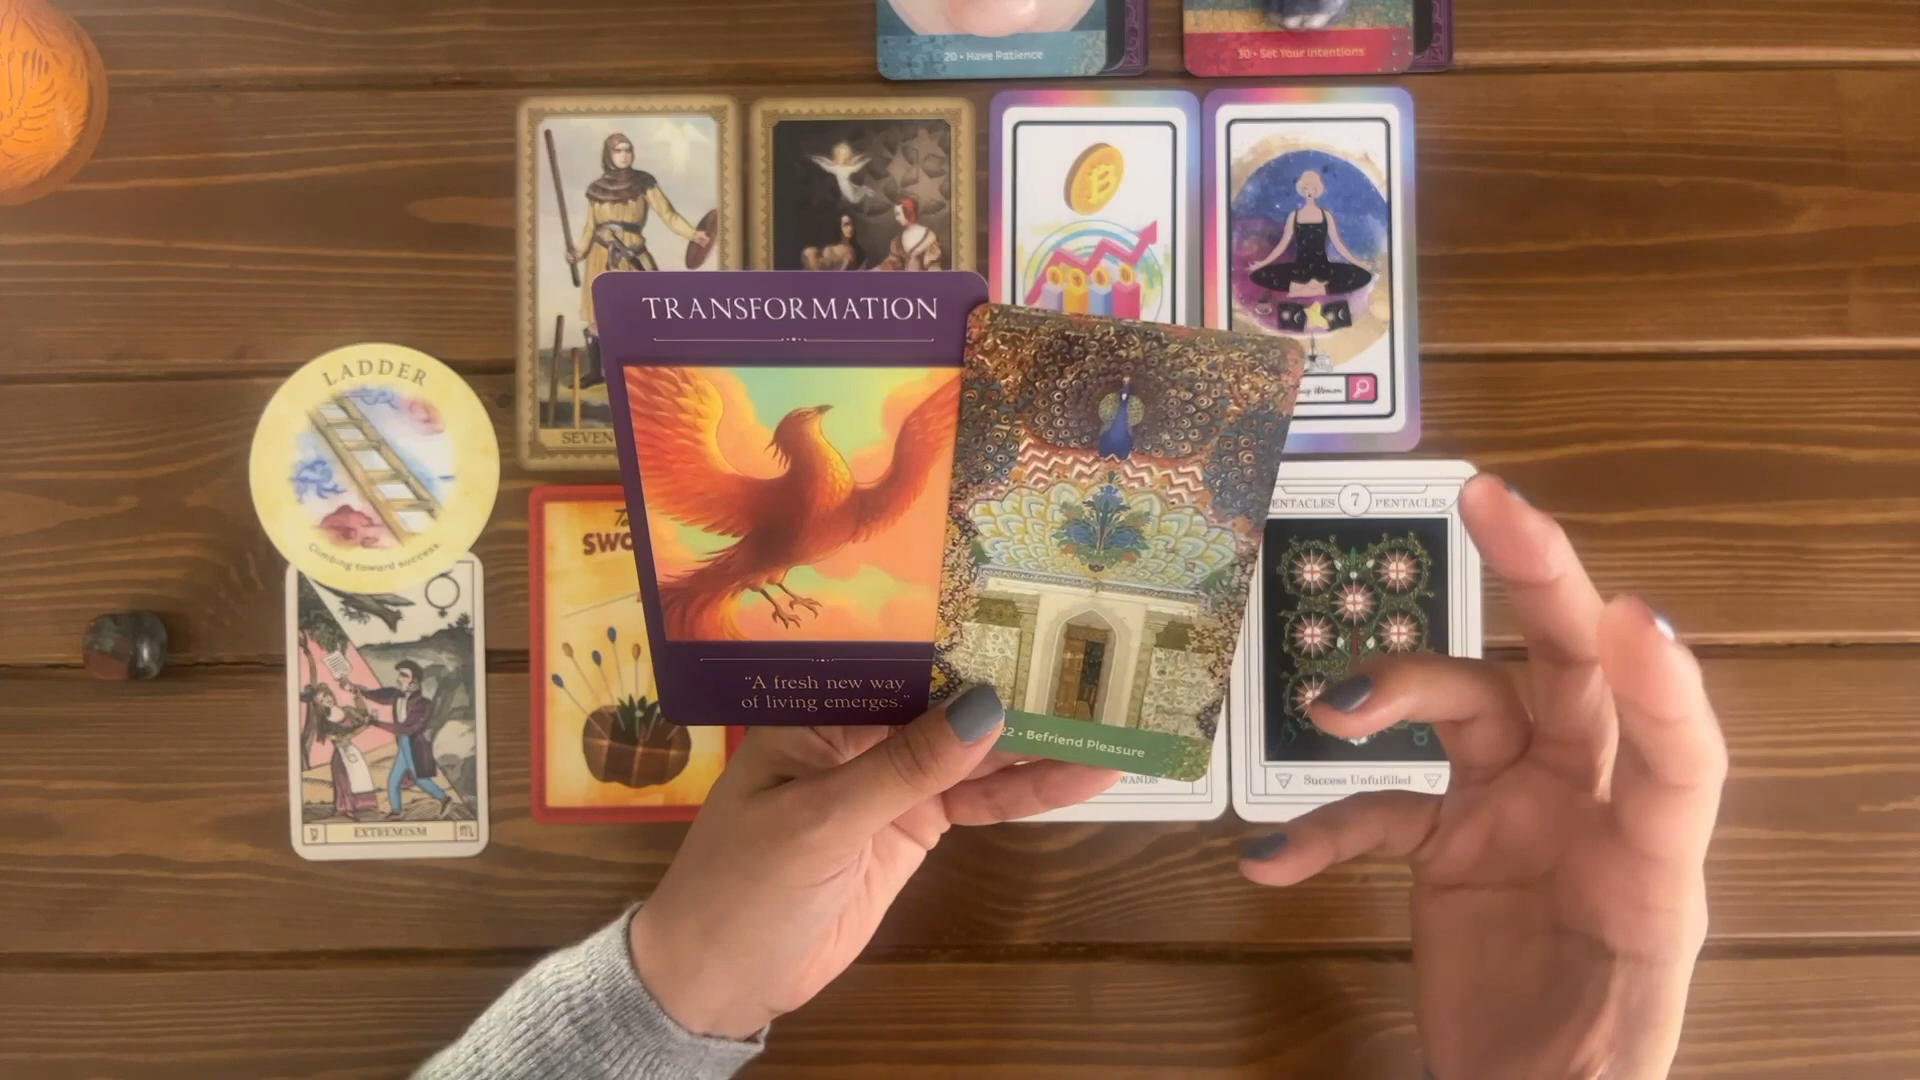 20 • Have Patience
30 • Set Your Intentions
SEVEN
LADDER
Climbing toward success.
TRANSFORMATION
"A fresh new way
of living emerges."
22 • Befriend Pleasure
WANDS
ENTACLES 7 PENTACLES
Success Unfulfilled
SWO
EXTREMISM